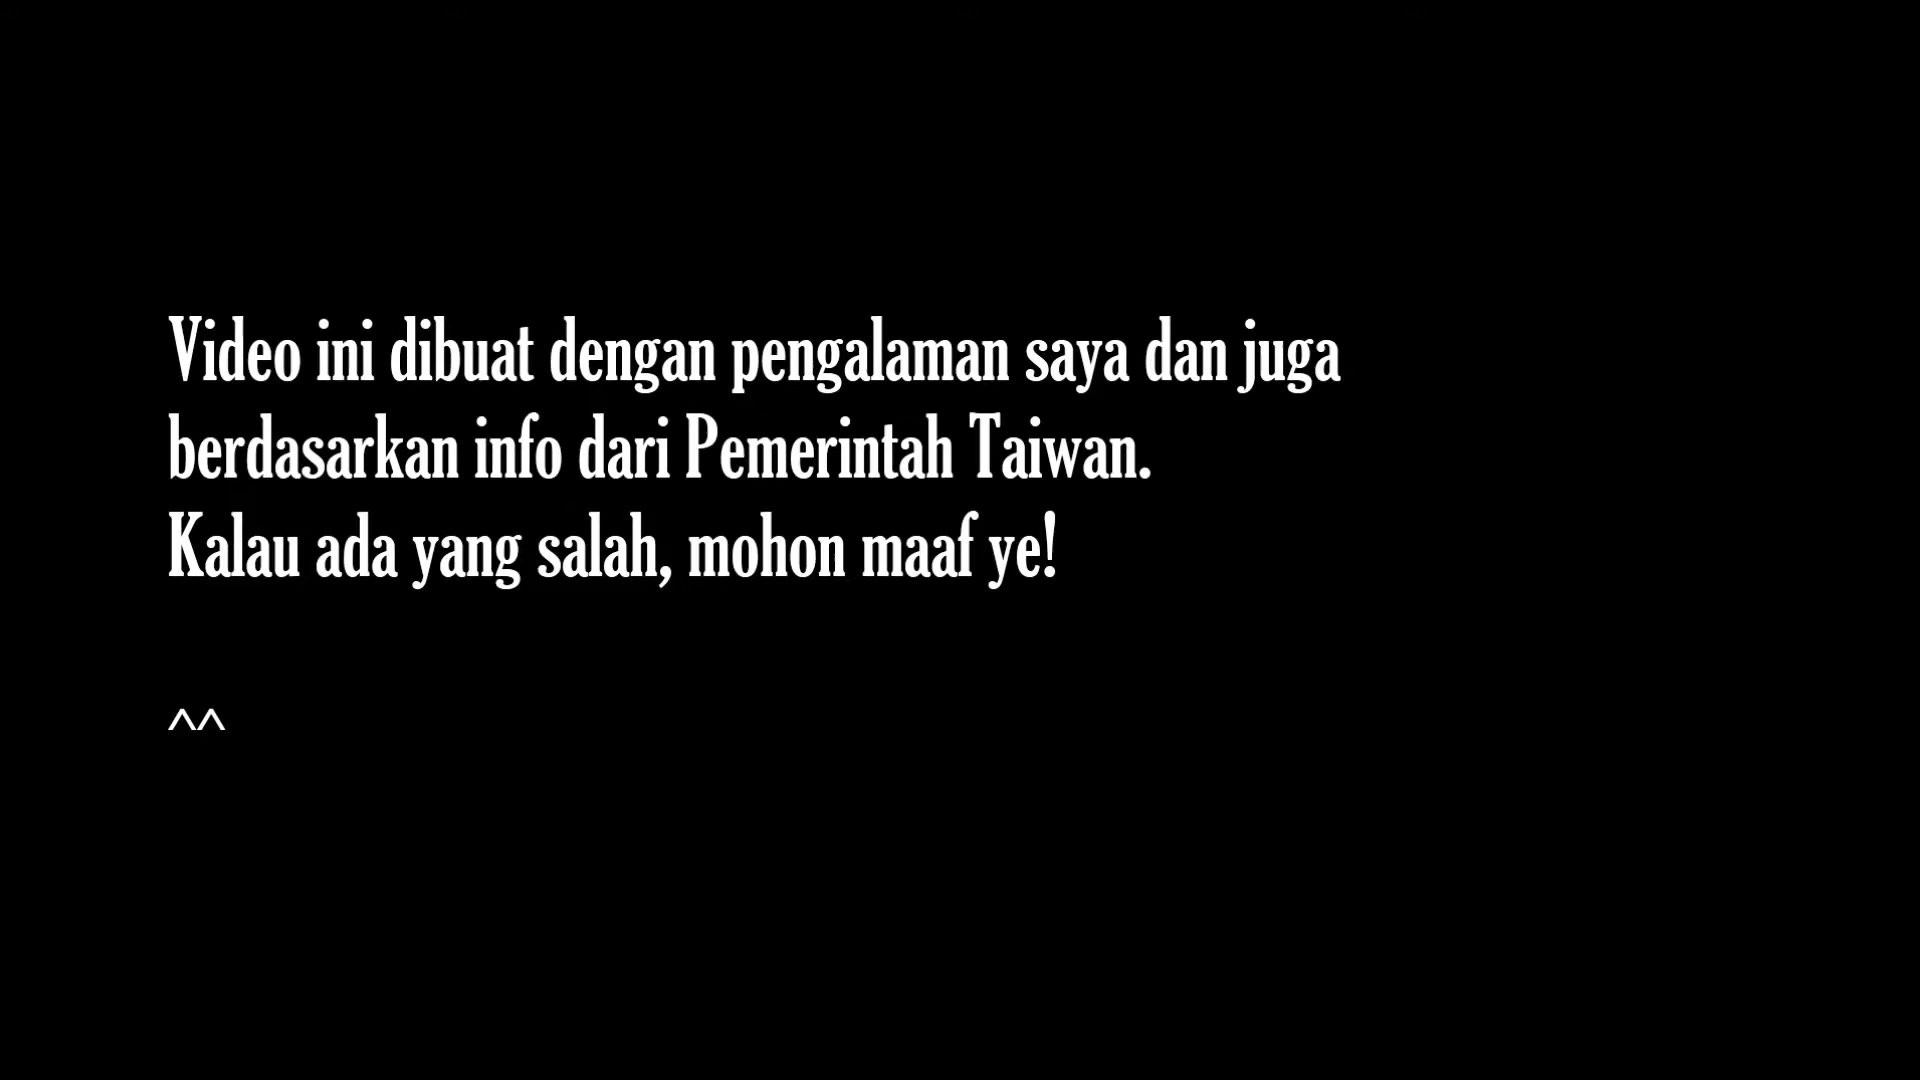 Video ini dibuat dengan pengalaman saya dan juga
berdasarkan info dari Pemerintah Taiwan.
Kalau ada yang salah, mohon maaf ye!
^^